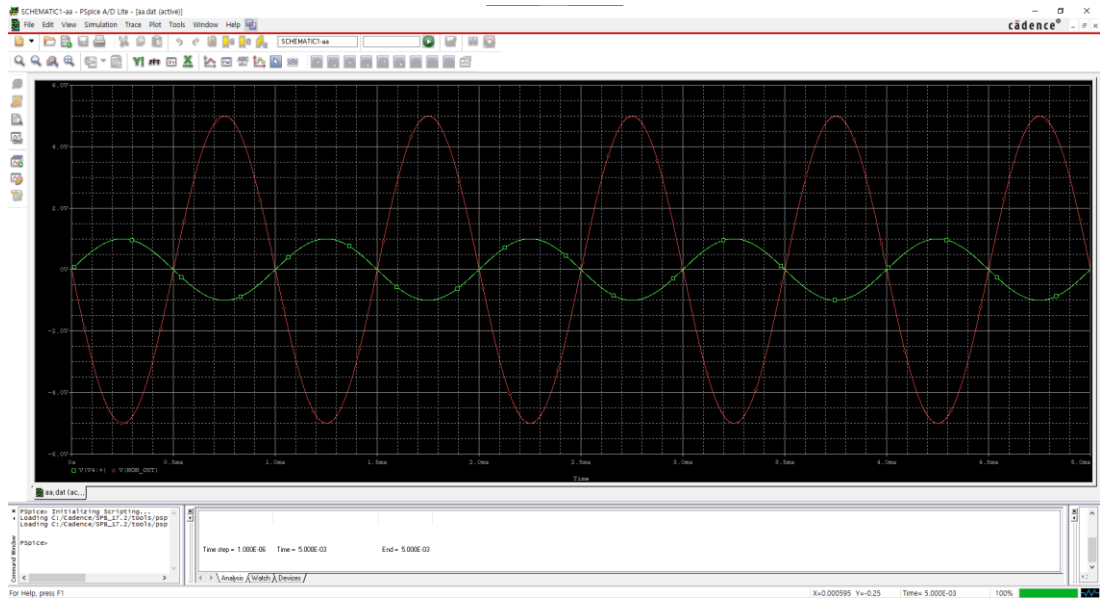 SCHEMATIC1-aa - PSpice A/D Lite - [aa.dat (active)]
File Edit View Simulation Trace Plot Tools Window Help
cādence®
SCHEMATIC1-aa
6.0V
4.0V
2.0V
0V
-2.0V
-4.0V
-6.0V
0s 0.5ms 1.0ms 1.5ms 2.0ms 2.5ms 3.0ms 3.5ms 4.0ms 4.5ms 5.0ms
V(V4:+) V(NON_OUT)
Time
aa.dat (ac...
PSpice> Initializing Scripting...
Loading C:/Cadence/SPB_17.2/tools/psp
Loading C:/Cadence/SPB_17.2/tools/psp
PSpice>
Command Window
Time step = 1.000E-06 Time = 5.000E-03 End = 5.000E-03
Analysis Watch Devices
For Help, press F1
X=0.000595 Y=-0.25 Time= 5.000E-03 100%